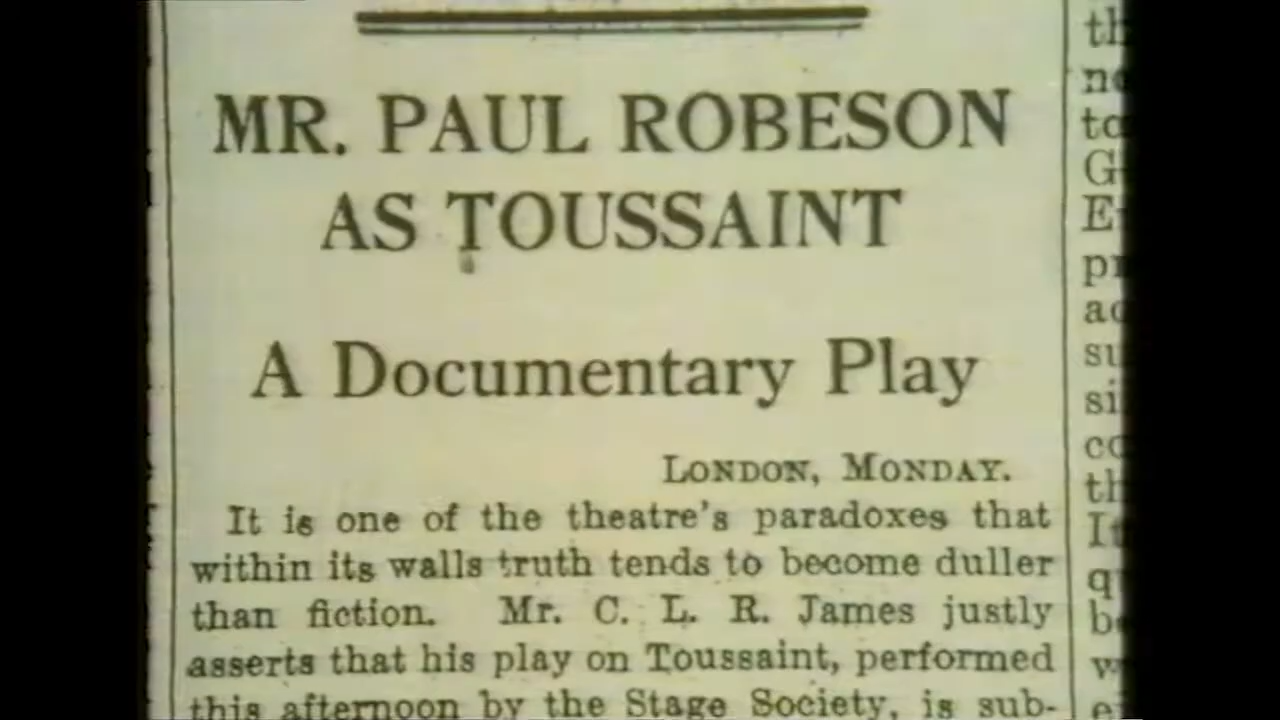 MR. PAUL ROBESON
AS TOUSSAINT
A Documentary Play
LONDON, MONDAY.
It is one of the theatre's paradoxes that
within its walls truth tends to become duller
than fiction. Mr. C. L. R. James justly
asserts that his play on Toussaint, performed
this afternoon by the Stage Society, is sub-